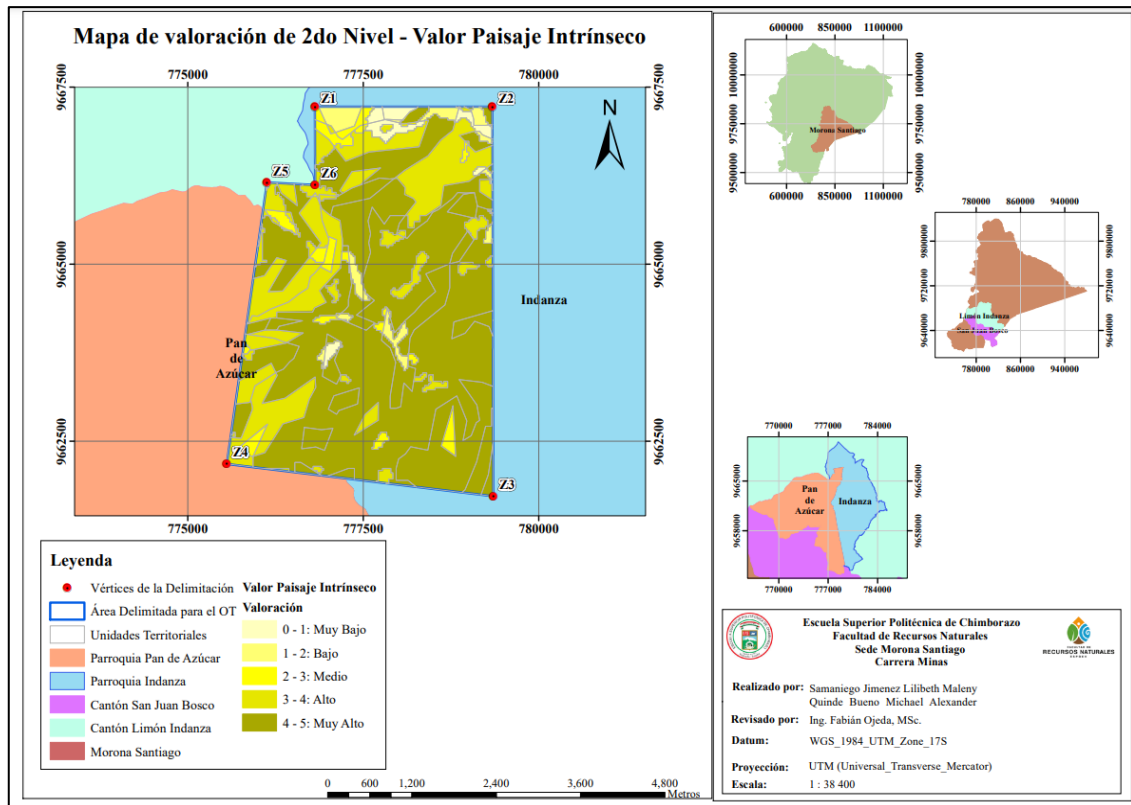 Mapa de valoración de 2do Nivel - Valor Paisaje Intrínseco
775000 777500 780000
9667500
9665000
9662500
Z1
Z2
Z5
Z6
N
Indanza
Pan
de
Azúcar
Z4
Z3
9667500
9665000
9662500
775000 777500 780000
Leyenda
Vértices de la Delimitación
Área Delimitada para el OT
Unidades Territoriales
Parroquia Pan de Azúcar
Parroquia Indanza
Cantón San Juan Bosco
Cantón Limón Indanza
Morona Santiago
Valor Paisaje Intrínseco
Valoración
0 - 1: Muy Bajo
1 - 2: Bajo
2 - 3: Medio
3 - 4: Alto
4 - 5: Muy Alto
0 600 1,200 2,400 3,600 4,800
Metros
600000 850000 1100000
10000000
9750000
9500000
Morona Santiago
10000000
9750000
9500000
600000 850000 1100000
780000 860000 940000
9800000
9720000
9640000
Limón Indanza
San Juan Bosco
9800000
9720000
9640000
780000 860000 940000
770000 777000 784000
9665000
9658000
Pan
de
Azúcar
Indanza
9665000
9658000
770000 777000 784000
Escuela Superior Politécnica de Chimborazo
Facultad de Recursos Naturales
Sede Morona Santiago
Carrera Minas
RECURSOS NATURALES
Realizado por: Samaniego Jimenez Lilibeth Maleny
Quinde Bueno Michael Alexander
Revisado por: Ing. Fabián Ojeda, MSc.
Datum: WGS_1984_UTM_Zone_17S
Proyección: UTM (Universal_Transverse_Mercator)
Escala: 1 : 38 400